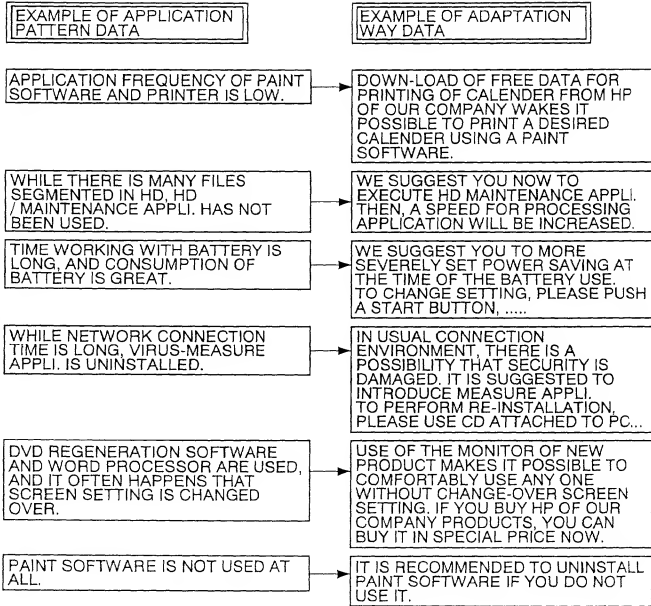 EXAMPLE OF APPLICATION
PATTERN DATA
EXAMPLE OF ADAPTATION
WAY DATA
APPLICATION FREQUENCY OF PAINT
SOFTWARE AND PRINTER IS LOW.
DOWN-LOAD OF FREE DATA FOR
PRINTING OF CALENDER FROM HP
OF OUR COMPANY WAKES IT
POSSIBLE TO PRINT A DESIRED
CALENDER USING A PAINT
SOFTWARE.
WHILE THERE IS MANY FILES
SEGMENTED IN HD, HD
/ MAINTENANCE APPLI. HAS NOT
BEEN USED.
WE SUGGEST YOU NOW TO
EXECUTE HD MAINTENANCE APPLI.
THEN, A SPEED FOR PROCESSING
APPLICATION WILL BE INCREASED.
TIME WORKING WITH BATTERY IS
LONG, AND CONSUMPTION OF
BATTERY IS GREAT.
WE SUGGEST YOU TO MORE
SEVERELY SET POWER SAVING AT
THE TIME OF THE BATTERY USE.
TO CHANGE SETTING, PLEASE PUSH
A START BUTTON, .....
WHILE NETWORK CONNECTION
TIME IS LONG, VIRUS-MEASURE
APPLI. IS UNINSTALLED.
IN USUAL CONNECTION
ENVIRONMENT, THERE IS A
POSSIBILITY THAT SECURITY IS
DAMAGED. IT IS SUGGESTED TO
INTRODUCE MEASURE APPLI.
TO PERFORM RE-INSTALLATION,
PLEASE USE CD ATTACHED TO PC...
DVD REGENERATION SOFTWARE
AND WORD PROCESSOR ARE USED,
AND IT OFTEN HAPPENS THAT
SCREEN SETTING IS CHANGED
OVER.
USE OF THE MONITOR OF NEW
PRODUCT MAKES IT POSSIBLE TO
COMFORTABLY USE ANY ONE
WITHOUT CHANGE-OVER SCREEN
SETTING. IF YOU BUY HP OF OUR
COMPANY PRODUCTS, YOU CAN
BUY IT IN SPECIAL PRICE NOW.
PAINT SOFTWARE IS NOT USED AT
ALL.
IT IS RECOMMENDED TO UNINSTALL
PAINT SOFTWARE IF YOU DO NOT
USE IT.